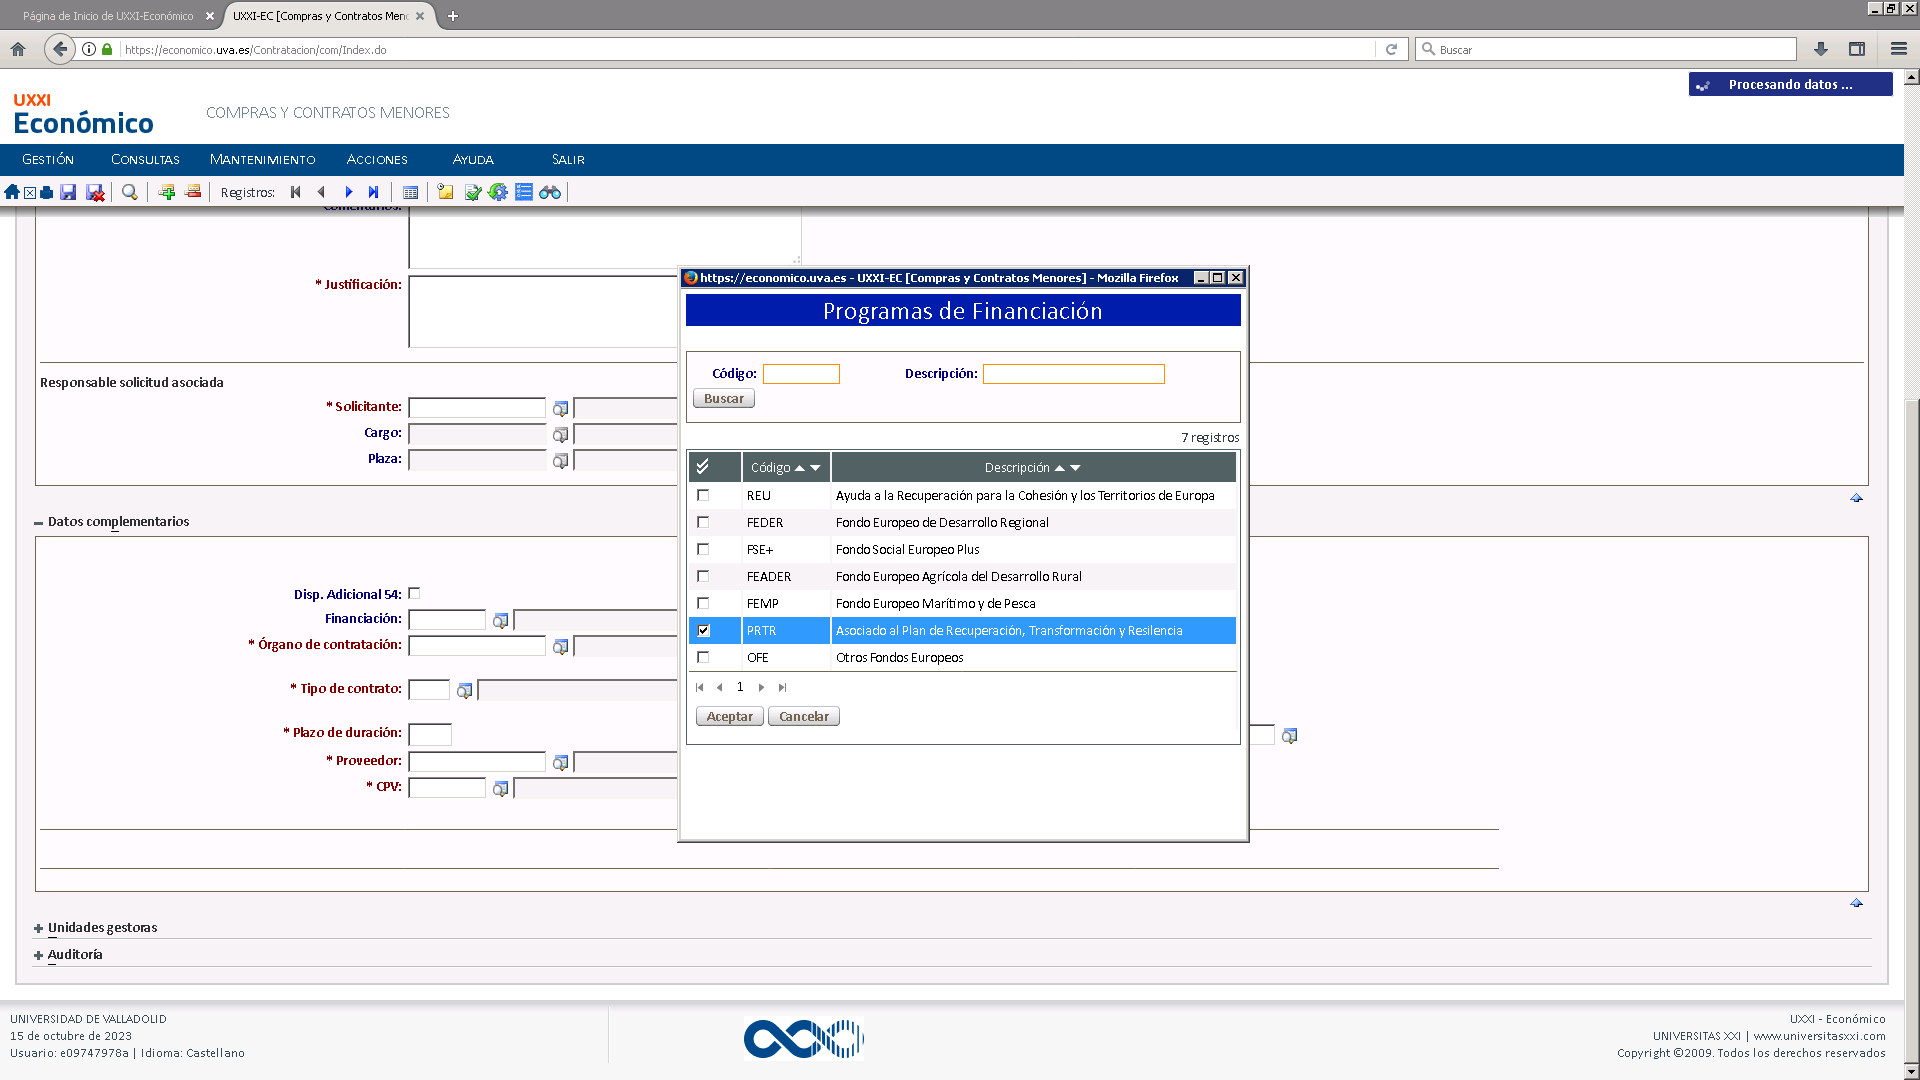 Página de Inicio de UXXI-Económico
UXXI-EC [Compras y Contratos Meno
https://economico.uva.es/Contratacion/com/Index.do
Buscar
Procesando datos ...
UXXI
Económico
COMPRAS Y CONTRATOS MENORES
GESTIÓN
CONSULTAS
MANTENIMIENTO
ACCIONES
AYUDA
SALIR
Registros:
Comentarios:
* Justificación:
Responsable solicitud asociada
* Solicitante:
Cargo:
Plaza:
Datos complementarios
Disp. Adicional 54:
Financiación:
* Órgano de contratación:
* Tipo de contrato:
* Plazo de duración:
* Proveedor:
* CPV:
https://economico.uva.es - UXXI-EC [Compras y Contratos Menores] - Mozilla Firefox
Programas de Financiación
Código:
Descripción:
Buscar
7 registros
Código Descripción
REU Ayuda a la Recuperación para la Cohesión y los Territorios de Europa
FEDER Fondo Europeo de Desarrollo Regional
FSE+ Fondo Social Europeo Plus
FEADER Fondo Europeo Agrícola del Desarrollo Rural
FEMP Fondo Europeo Marítimo y de Pesca
PRTR Asociado al Plan de Recuperación, Transformación y Resilencia
OFE Otros Fondos Europeos
1
Aceptar
Cancelar
Unidades gestoras
Auditoría
UNIVERSIDAD DE VALLADOLID
15 de octubre de 2023
Usuario: e09747978a | Idioma: Castellano
UXXI - Económico
UNIVERSITAS XXI | www.universitasxxi.com
Copyright ©2009. Todos los derechos reservados